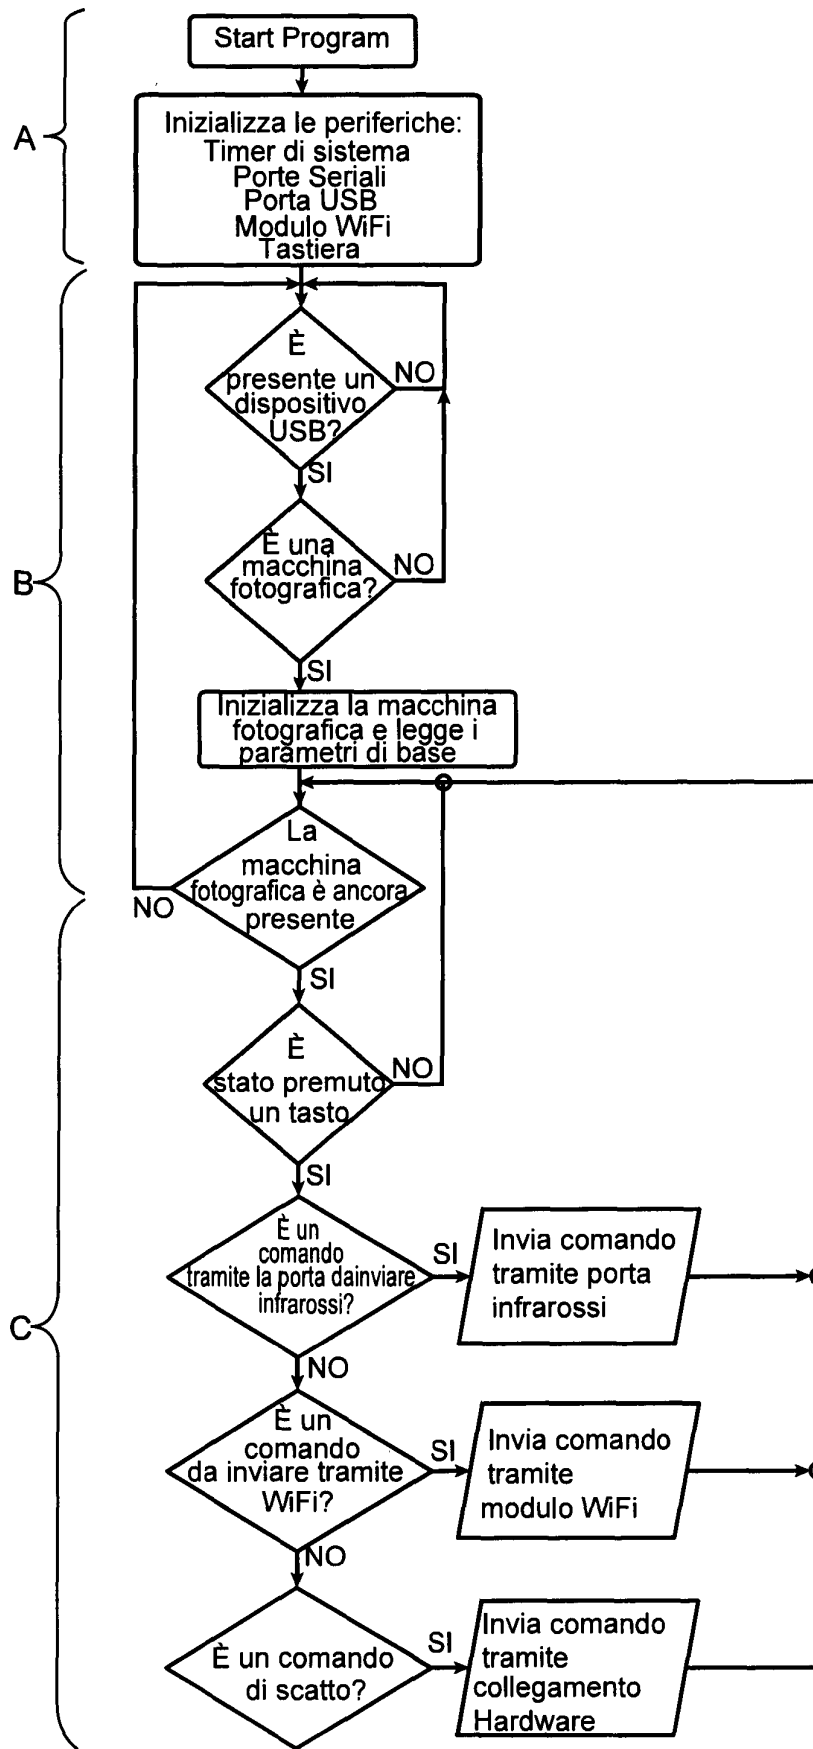 Start Program
A
Inizializza le periferiche:
Timer di sistema
Porte Seriali
Porta USB
Modulo WiFi
Tastiera
È
presente un
dispositivo
USB?
NO
SI
È una
macchina
fotografica?
NO
B
SI
Inizializza la macchina
fotografica e legge i
parametri di base
La
macchina
fotografica è ancora
presente
NO
SI
È
stato premuto
un tasto
NO
SI
È un
comando
tramite la porta dainviare
infrarossi?
SI
Invia comando
tramite porta
infrarossi
C
NO
È un
comando
da inviare tramite
WiFi?
SI
Invia comando
tramite
modulo WiFi
NO
È un comando
di scatto?
SI
Invia comando
tramite
collegamento
Hardware